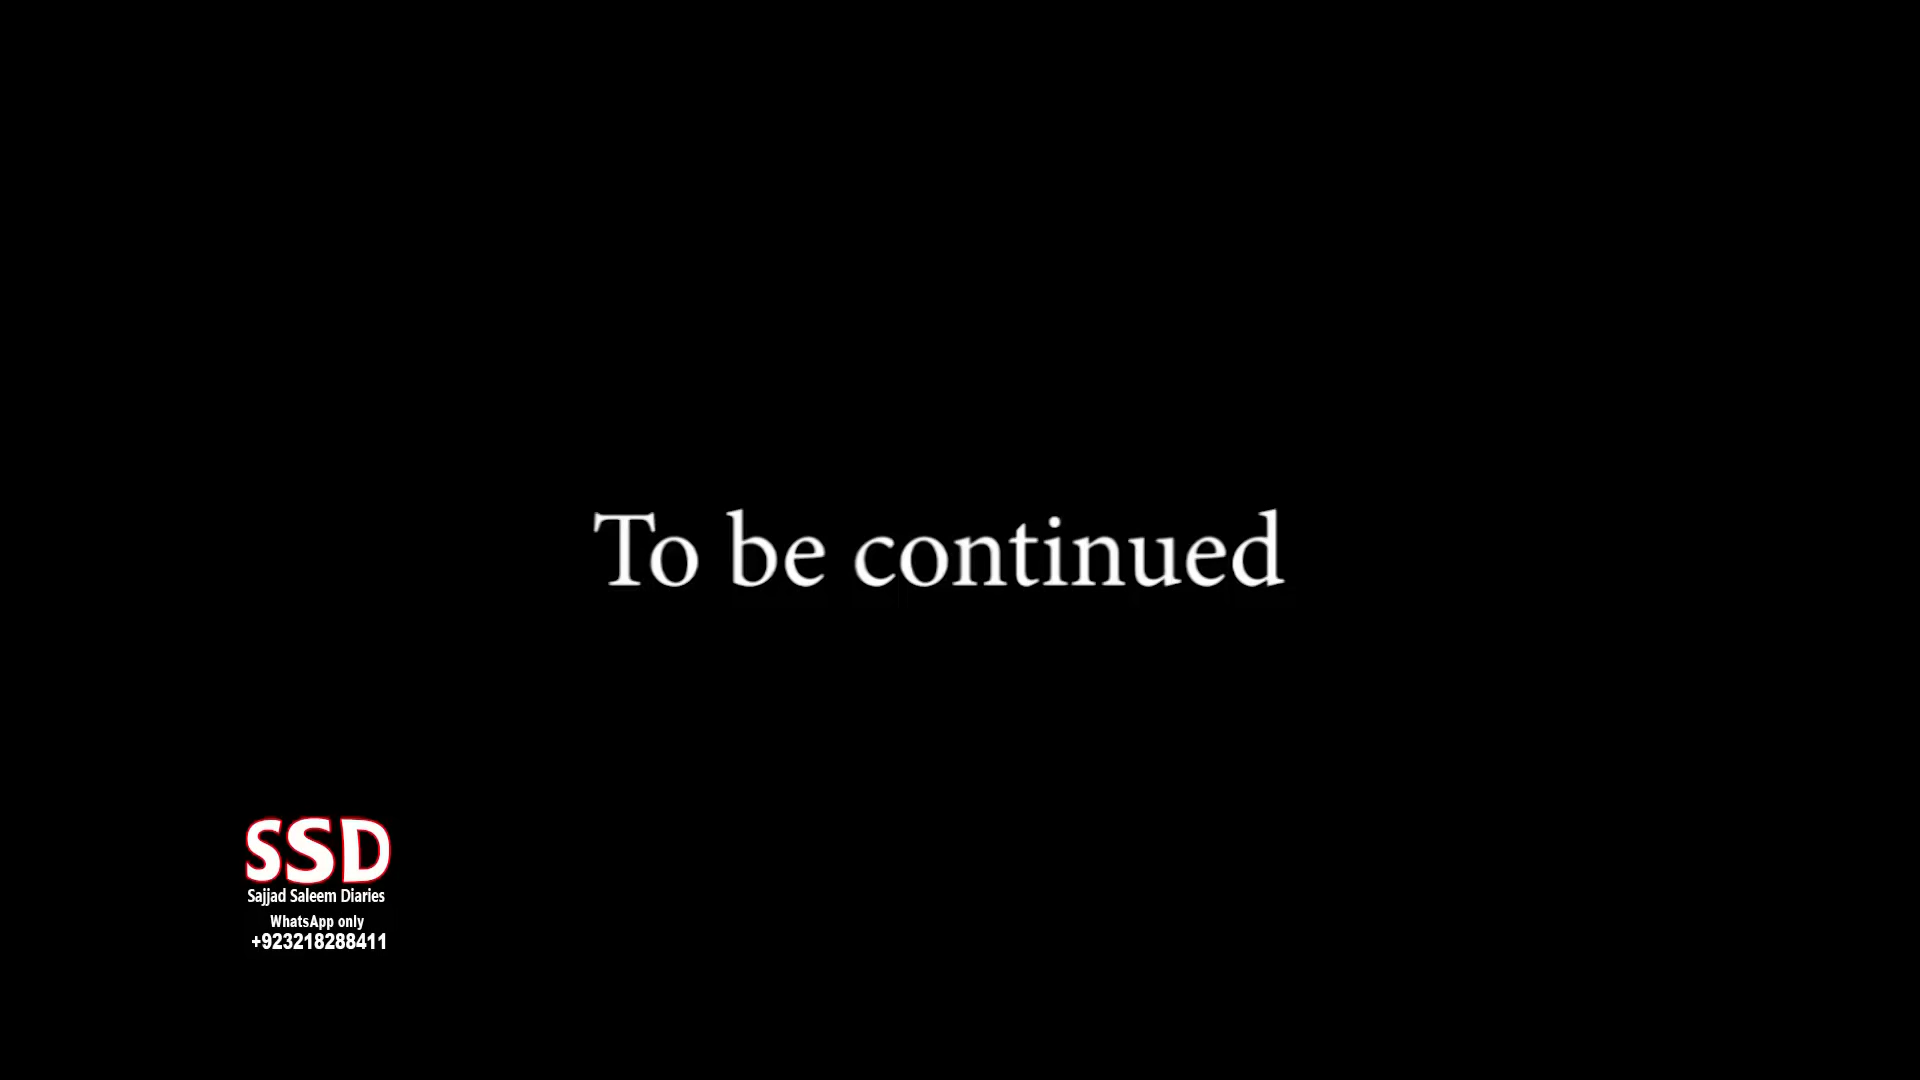 To be continued
SSD
Sajjad Saleem Diaries
WhatsApp only
+923218288411